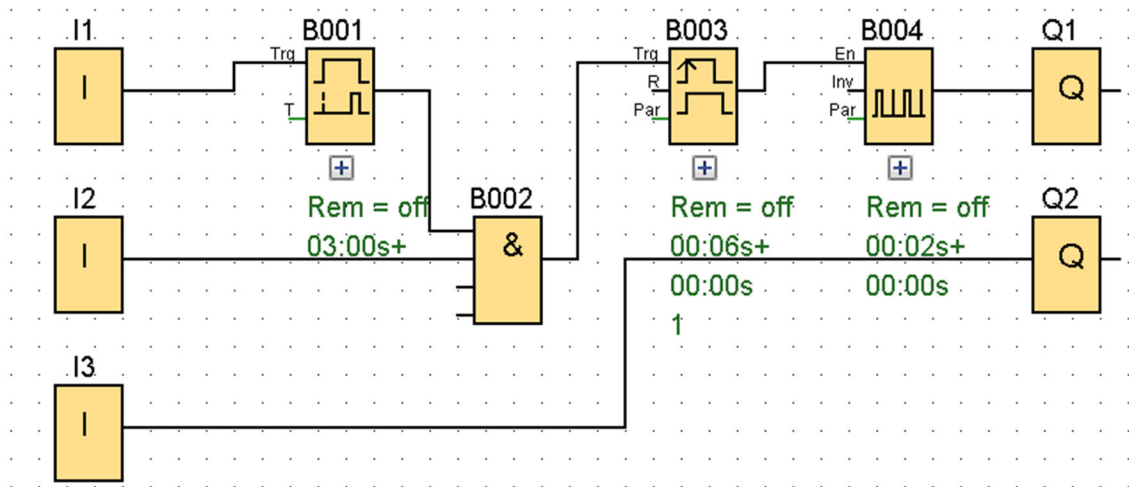 I1 B001 B003 B004 Q1
Trg Trg En
I R Inv Q
T Par Par
I2 Rem = off B002 Rem = off Rem = off Q2
03:00s+ & 00:06s+ 00:02s+
I 00:00s 00:00s Q
1
I3
I